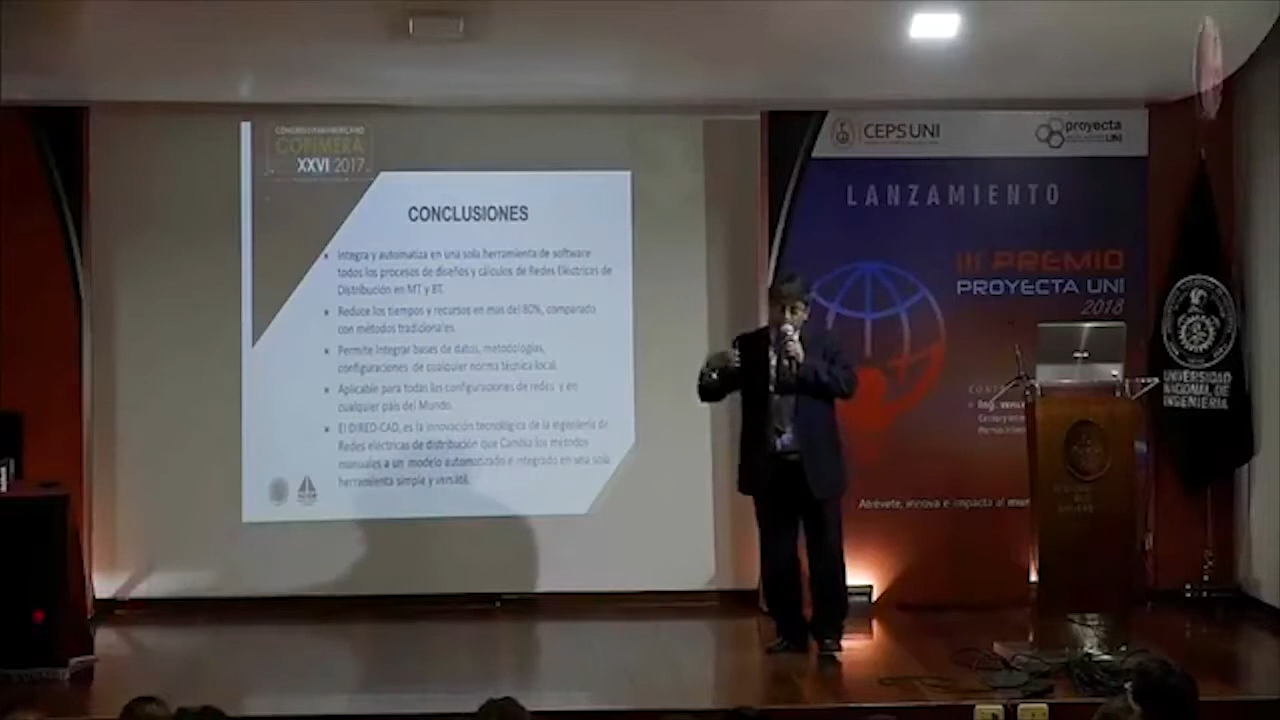 CONGRESO PANAMERICANO
COPIMERA
XXVI 2017
CONCLUSIONES
Integra y automatiza en una sola herramienta de software
todos los procesos de diseños y cálculos de Redes Eléctricas de
Distribución en MT y BT.
Reduce los tiempos y recursos en mas del 80%, comparado
con métodos tradicionales.
Permite integrar bases de datos, metodologías,
configuraciones de cualquier norma técnica local.
Aplicable para todas las configuraciones de redes y en
cualquier país del Mundo.
El DIRED-CAD, es la innovación tecnológica de la ingeniería de
Redes eléctricas de distribución que Cambia los métodos
manuales a un modelo automatizado e integrado en una sola
herramienta simple y versátil.
CEPS UNI
proyecta
UNI
LANZAMIENTO
III PREMIO
PROYECTA UNI
2018
Ing.
Atrévete, innova e impacta al
UNIVERSIDAD
NACIONAL DE
INGENIERIA